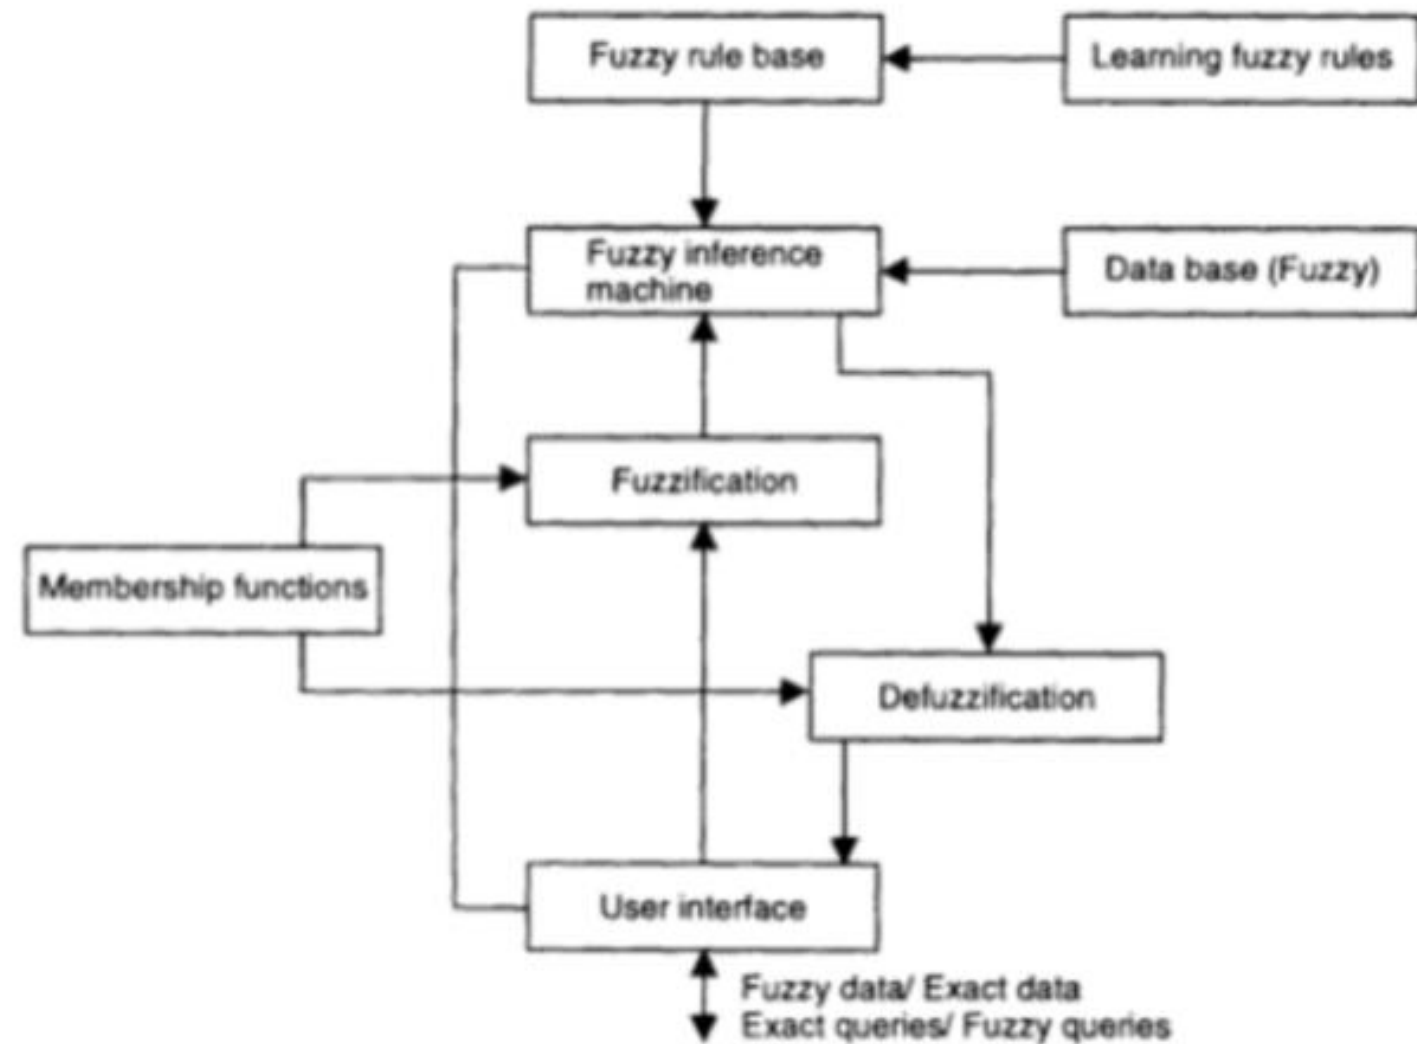 Fuzzy rule base
Learning fuzzy rules
Fuzzy inference
machine
Data base (Fuzzy)
Fuzzification
Membership functions
Defuzzification
User interface
Fuzzy data/ Exact data
Exact queries/ Fuzzy queries